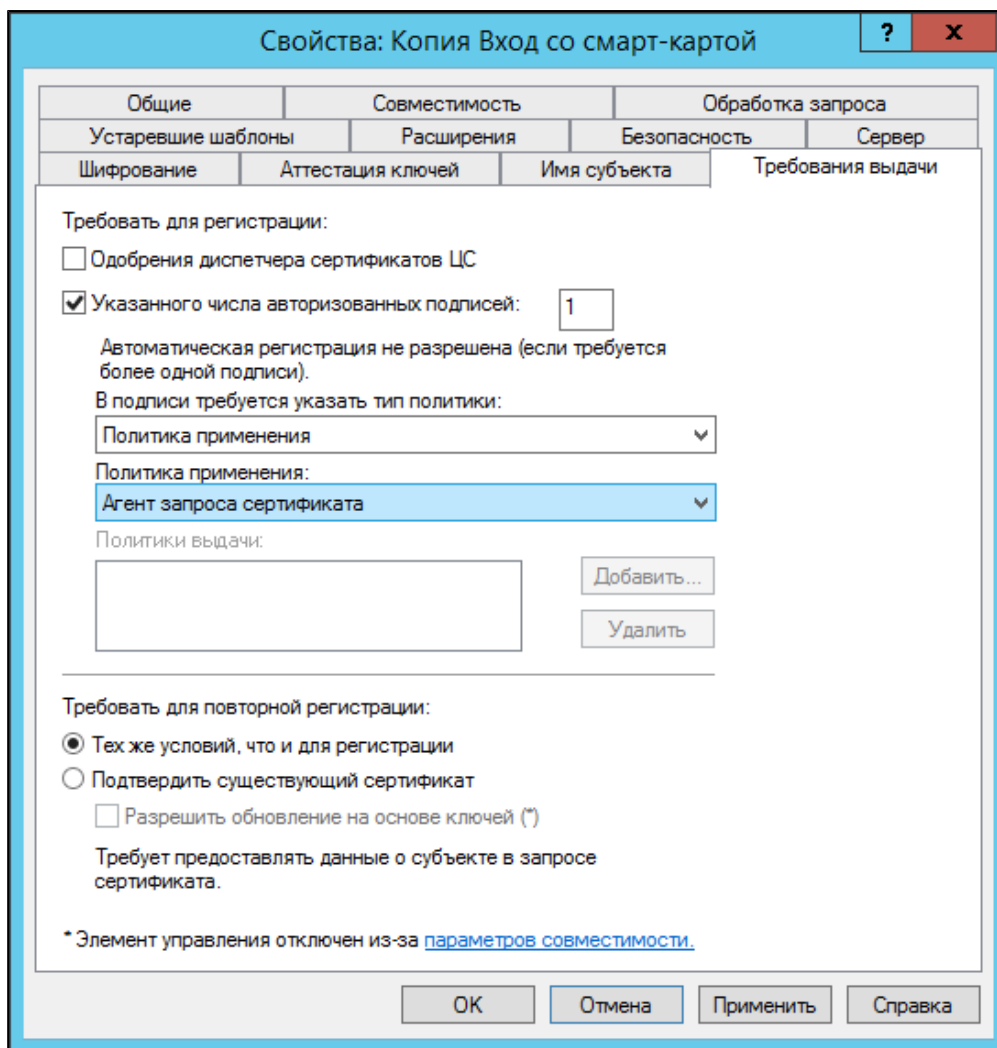 Свойства: Копия Вход со смарт-картой
?
x
Общие
Совместимость
Обработка запроса
Устаревшие шаблоны
Расширения
Безопасность
Сервер
Шифрование
Аттестация ключей
Имя субъекта
Требования выдачи
Требовать для регистрации:
Одобрения диспетчера сертификатов ЦС
Указанного числа авторизованных подписей:
1
Автоматическая регистрация не разрешена (если требуется
более одной подписи).
В подписи требуется указать тип политики:
Политика применения
Политика применения:
Агент запроса сертификата
Политики выдачи:
Добавить...
Удалить
Требовать для повторной регистрации:
Тех же условий, что и для регистрации
Подтвердить существующий сертификат
Разрешить обновление на основе ключей (*)
Требует предоставлять данные о субъекте в запросе
сертификата.
* Элемент управления отключен из-за параметров совместимости.
OK
Отмена
Применить
Справка